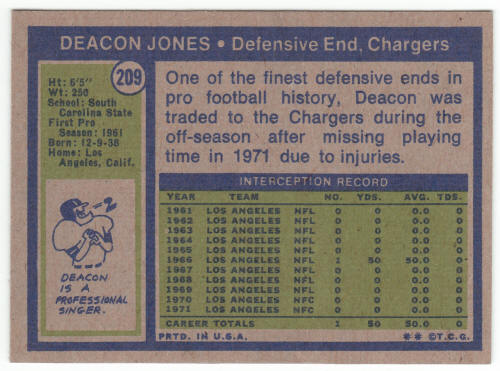 DEACON JONES • Defensive End, Chargers
209
Ht: 6'5"
Wt: 250
School: South
Carolina State
First Pro
Season: 1961
Born: 12-9-38
Home: Los
Angeles, Calif.
One of the finest defensive ends in
pro football history, Deacon was
traded to the Chargers during the
off-season after missing playing
time in 1971 due to injuries.
DEACON
IS A
PROFESSIONAL
SINGER.
INTERCEPTION RECORD
YEAR TEAM NO. YDS. AVG. TDS.
1961 LOS ANGELES NFL 0 0 0.0 0
1962 LOS ANGELES NFL 0 0 0.0 0
1963 LOS ANGELES NFL 0 0 0.0 0
1964 LOS ANGELES NFL 0 0 0.0 0
1965 LOS ANGELES NFL 0 0 0.0 0
1966 LOS ANGELES NFL 1 50 50.0 0
1967 LOS ANGELES NFL 0 0 0.0 0
1968 LOS ANGELES NFL 0 0 0.0 0
1969 LOS ANGELES NFL 0 0 0.0 0
1970 LOS ANGELES NFC 0 0 0.0 0
1971 LOS ANGELES NFC 0 0 0.0 0
CAREER TOTALS 1 50 50.0 0
PRTD. IN U.S.A. * * © T.C.G.